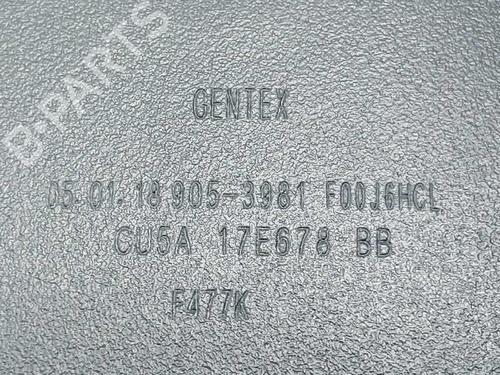 B-PARTS
GENTEX
05.01.18 905-3981 F00J6HCL
CU5A 17E678 BB
F477K